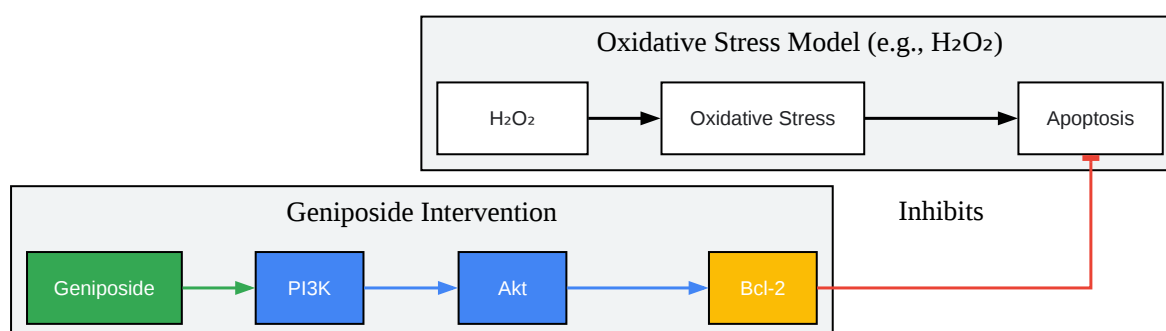 Oxidative Stress Model (e.g., H₂O₂)
H₂O₂
Oxidative Stress
Apoptosis
Geniposide Intervention
Inhibits
Geniposide
PI3K
Akt
Bcl-2